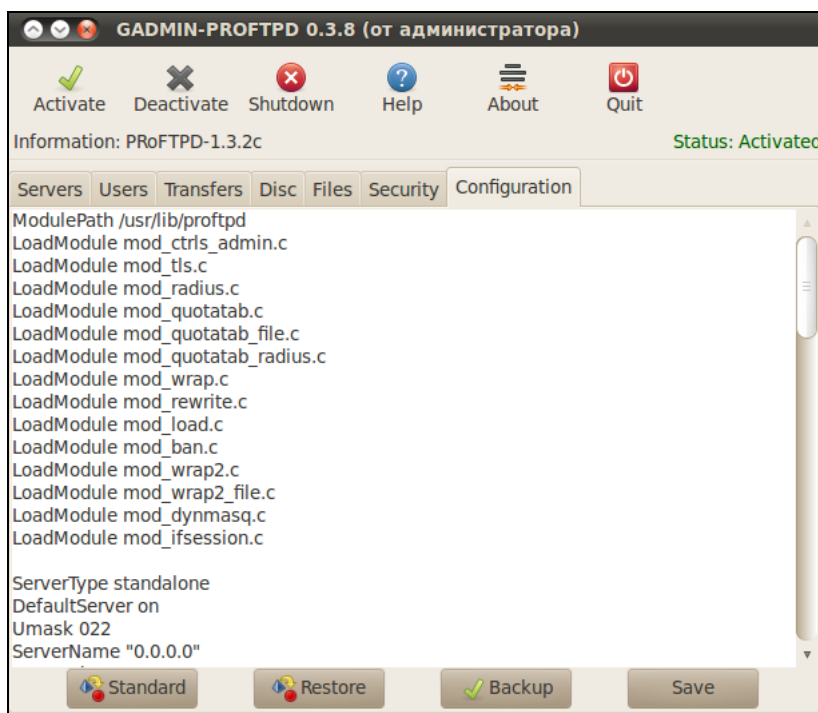 GADMIN-PROFTPD 0.3.8 (от администратора)
Activate Deactivate Shutdown Help About Quit
Information: PRoFTPD-1.3.2c Status: Activated
Servers Users Transfers Disc Files Security Configuration
ModulePath /usr/lib/proftpd
LoadModule mod_ctrls_admin.c
LoadModule mod_tls.c
LoadModule mod_radius.c
LoadModule mod_quotatab.c
LoadModule mod_quotatab_file.c
LoadModule mod_quotatab_radius.c
LoadModule mod_wrap.c
LoadModule mod_rewrite.c
LoadModule mod_load.c
LoadModule mod_ban.c
LoadModule mod_wrap2.c
LoadModule mod_wrap2_file.c
LoadModule mod_dynmasq.c
LoadModule mod_ifsession.c
ServerType standalone
DefaultServer on
Umask 022
ServerName "0.0.0.0"
Standard Restore Backup Save